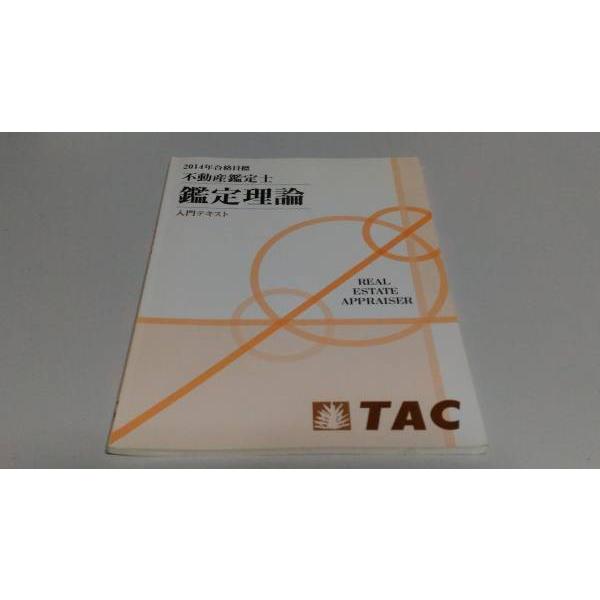 2014年合格目標
不動産鑑定士
鑑定理論
入門テキスト
REAL
ESTATE
APPRAISER
TAC